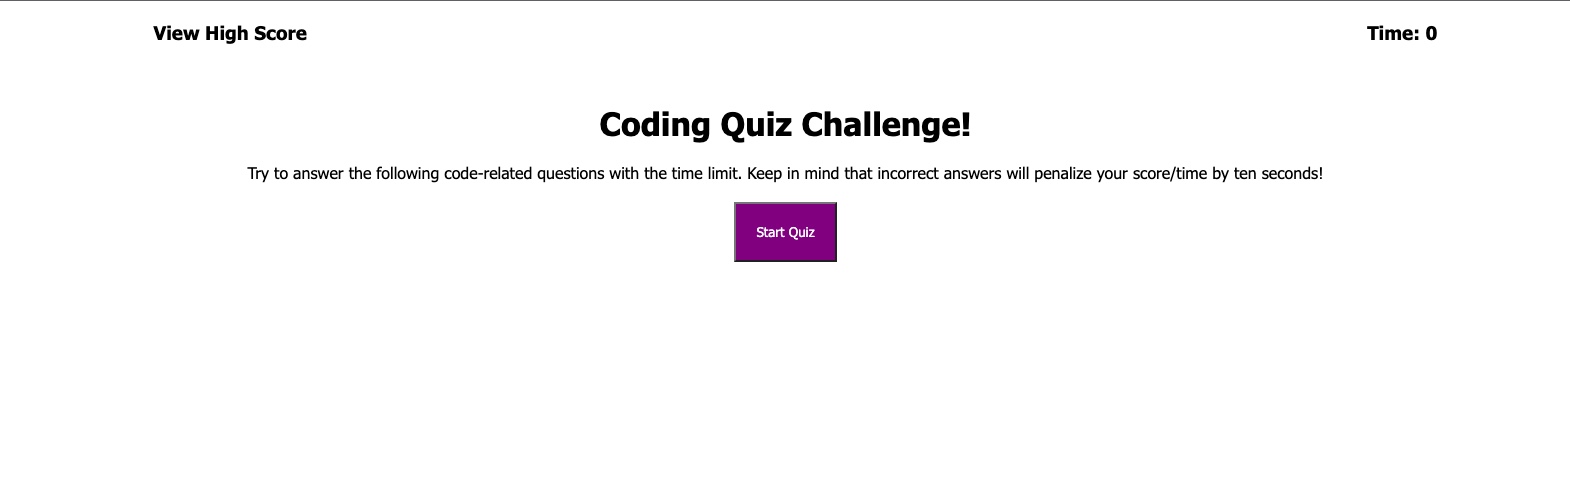 View High Score
Time: 0
Coding Quiz Challenge!
Try to answer the following code-related questions with the time limit. Keep in mind that incorrect answers will penalize your score/time by ten seconds!
Start Quiz